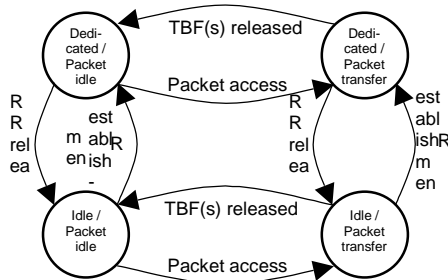 TBF(s) released
Dedi-
cated /
Packet
idle
Dedi-
cated /
Packet
transfer
Packet access
R
R
rel
ea
est
abl
ish
-
R
m
en
R
R
rel
ea
est
abl
ish
R
m
en
TBF(s) released
Idle /
Packet
idle
Idle /
Packet
transfer
Packet access